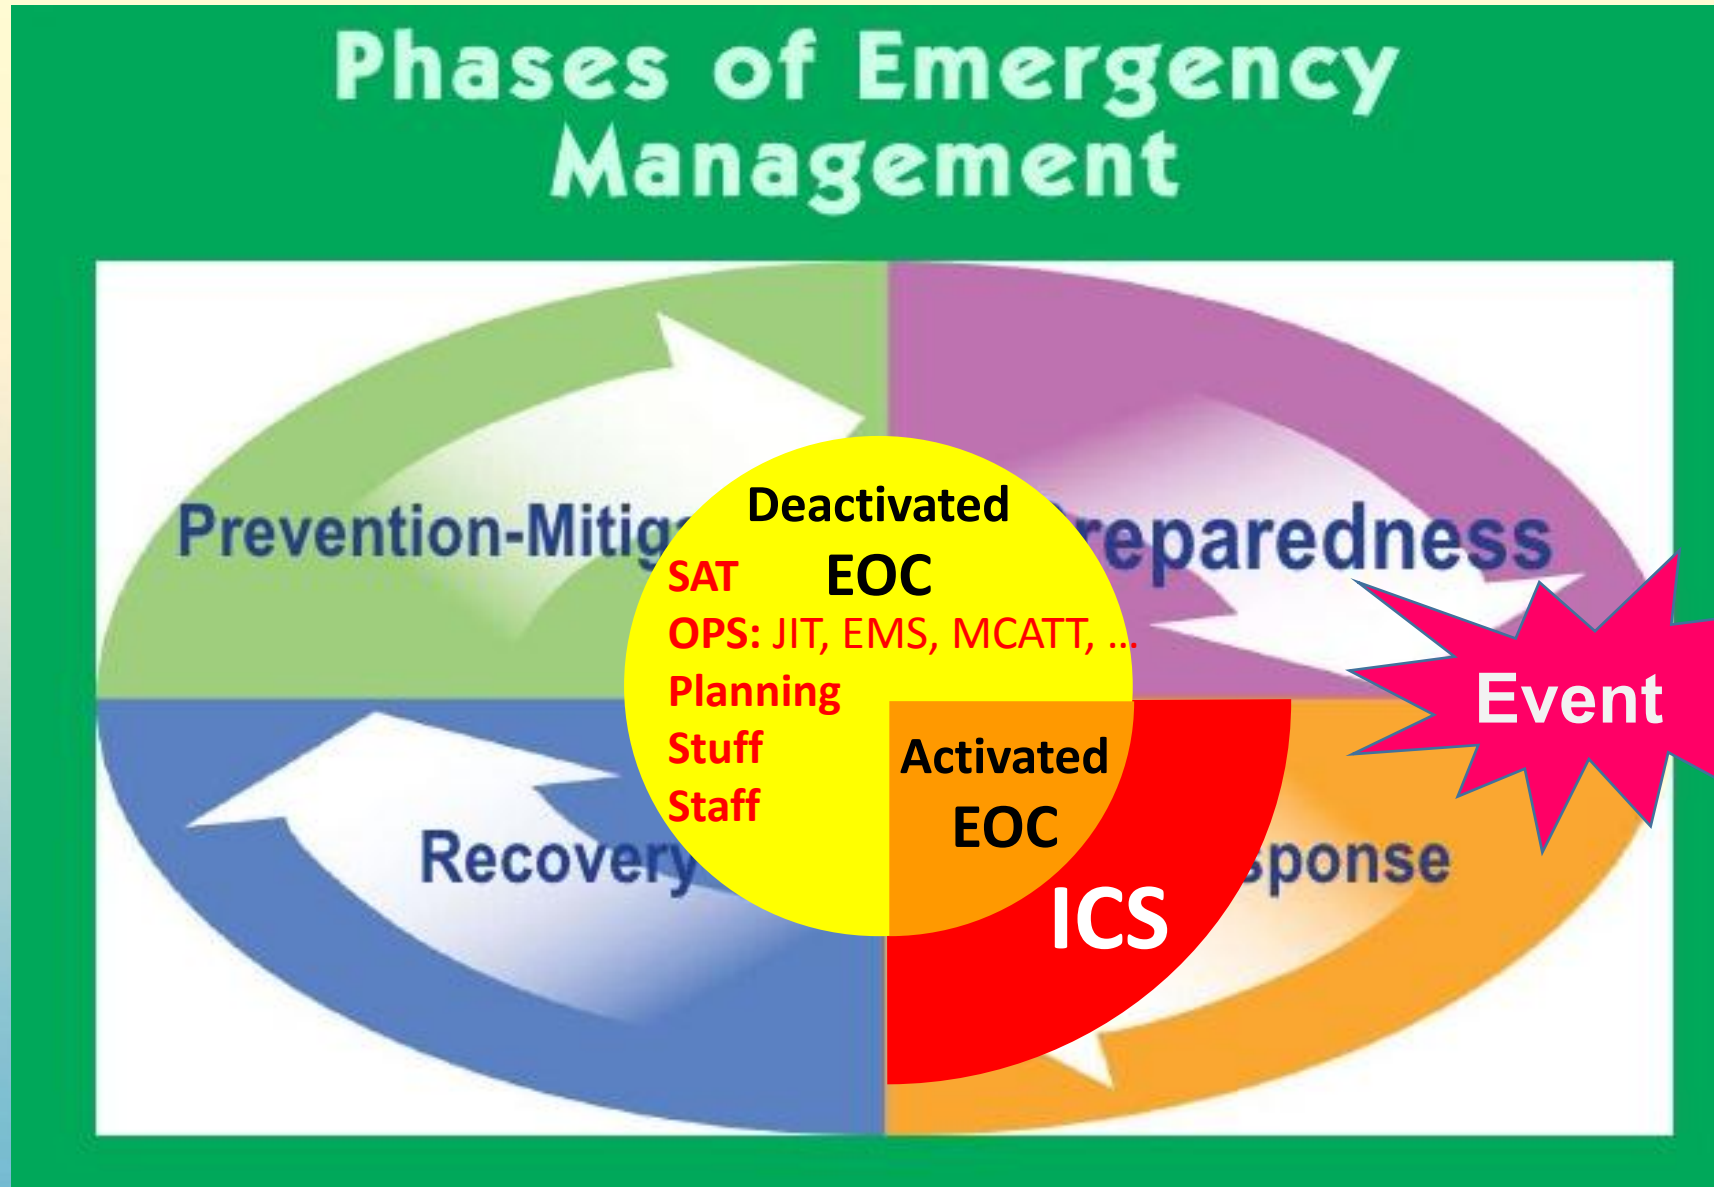 Phases of Emergency
Management
Deactivated
EOC
Prevention-Mitiga
reparedness
SAT
OPS: JIT, EMS, MCATT, ...
Planning
Stuff
Staff
Event
Activated
EOC
Recovery
sponse
ICS